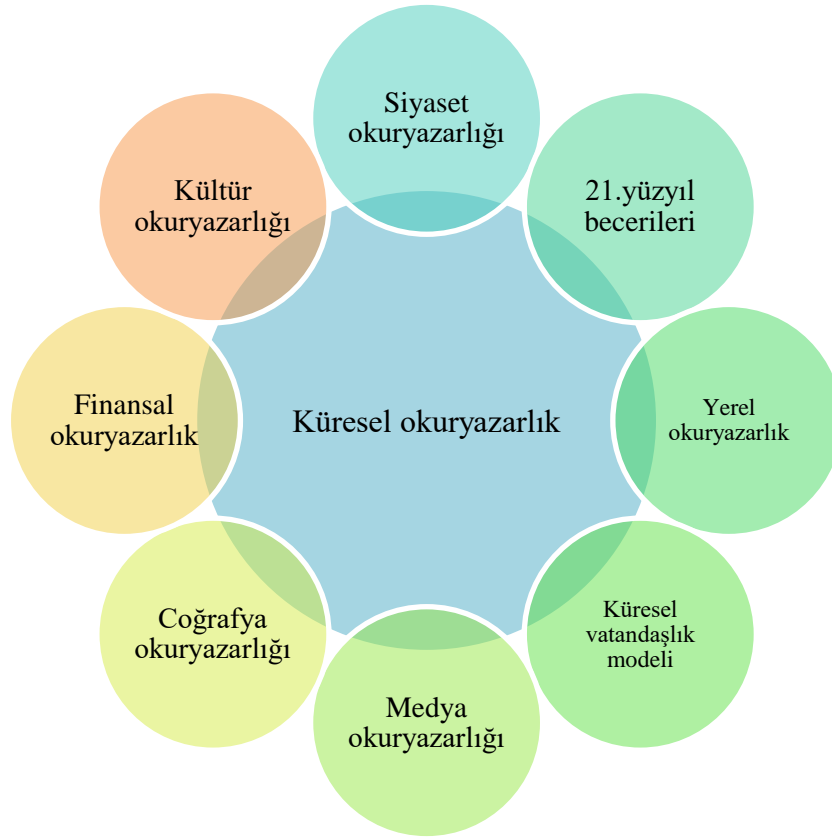 Siyaset
okuryazarlığı
21.yüzyıl
becerileri
Yerel
okuryazarlık
Küresel
vatandaşlık
modeli
Medya
okuryazarlığı
Coğrafya
okuryazarlığı
Finansal
okuryazarlık
Kültür
okuryazarlığı
Küresel okuryazarlık